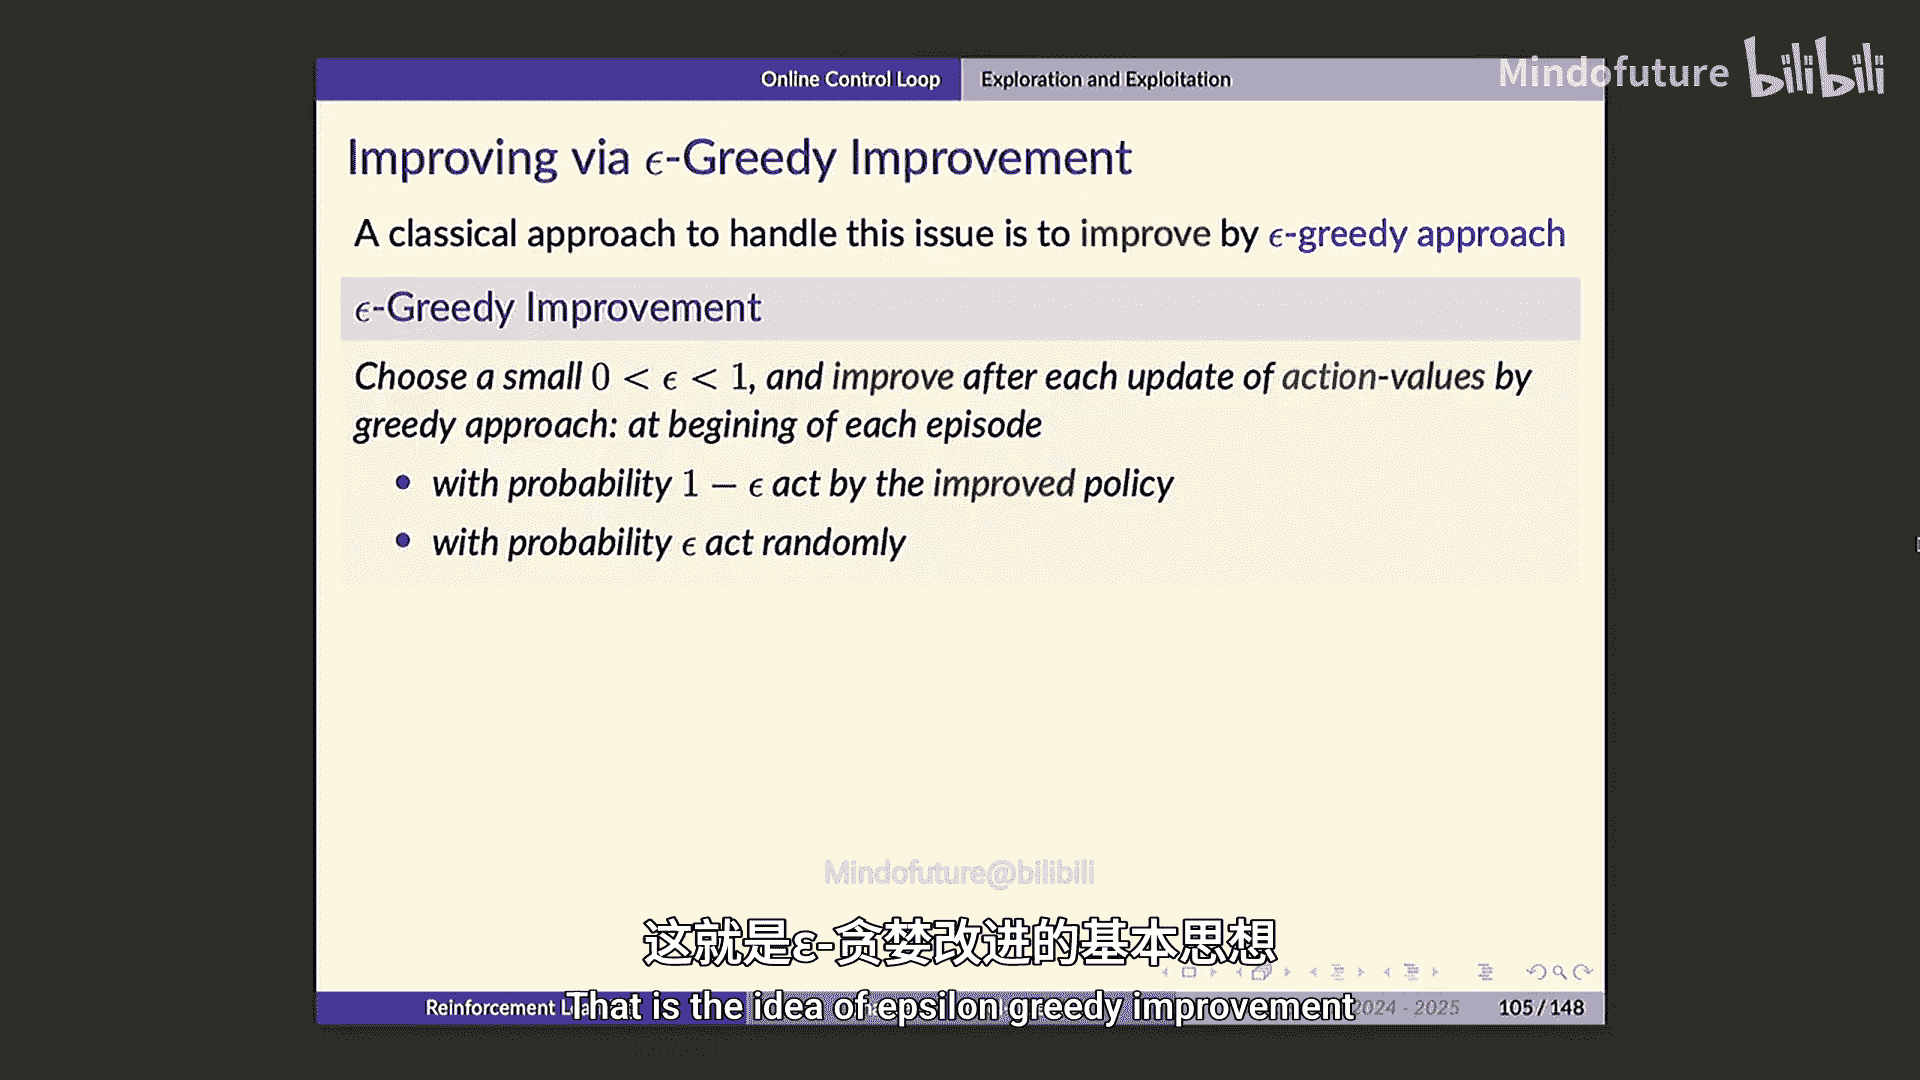 Online Control Loop
Exploration and Exploitation
Mindofuture bilibili
Improving via ϵ-Greedy Improvement
A classical approach to handle this issue is to improve by ϵ-greedy approach
ϵ-Greedy Improvement
Choose a small 0 < ϵ < 1, and improve after each update of action-values by
greedy approach: at begining of each episode
• with probability 1 − ϵ act by the improved policy
• with probability ϵ act randomly
Mindofuture@bilibili
这就是ε-贪婪改进的基本思想
Reinforcement
That is the idea of epsilon greedy improvement
2024 - 2025
105 / 148